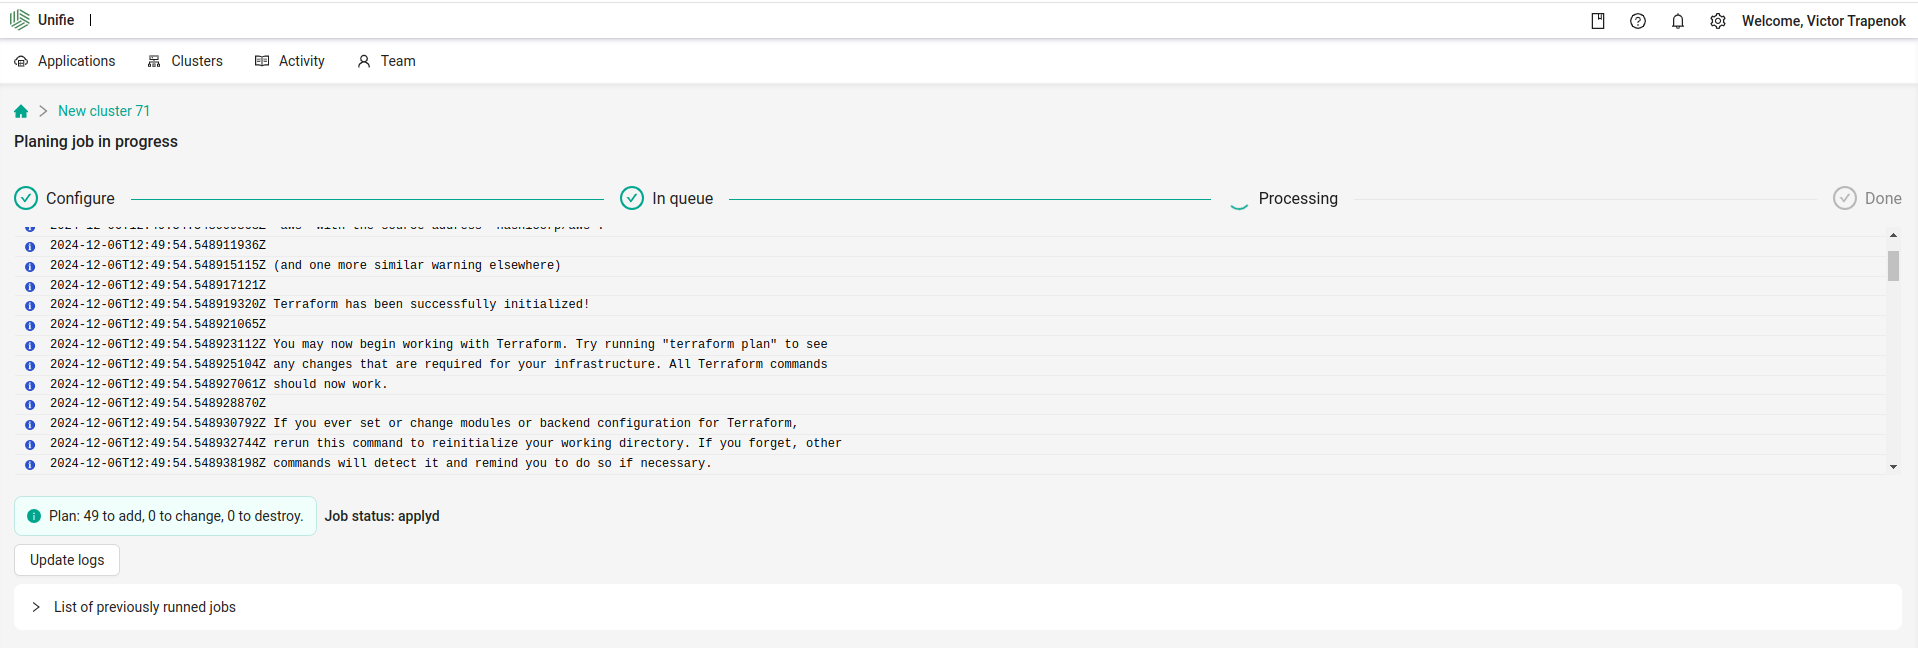 Unifie
Welcome, Victor Trapenok
Applications
Clusters
Activity
Team
New cluster 71
Planing job in progress
Configure
In queue
Processing
Done
2024-12-06T12:49:54.548911936Z
2024-12-06T12:49:54.548915115Z (and one more similar warning elsewhere)
2024-12-06T12:49:54.548917121Z
2024-12-06T12:49:54.548919320Z Terraform has been successfully initialized!
2024-12-06T12:49:54.548921065Z
2024-12-06T12:49:54.548923112Z You may now begin working with Terraform. Try running "terraform plan" to see
2024-12-06T12:49:54.548925104Z any changes that are required for your infrastructure. All Terraform commands
2024-12-06T12:49:54.548927061Z should now work.
2024-12-06T12:49:54.548928870Z
2024-12-06T12:49:54.548930792Z If you ever set or change modules or backend configuration for Terraform,
2024-12-06T12:49:54.548932744Z rerun this command to reinitialize your working directory. If you forget, other
2024-12-06T12:49:54.548938198Z commands will detect it and remind you to do so if necessary.
Plan: 49 to add, 0 to change, 0 to destroy.
Job status: applyd
Update logs
List of previously runned jobs